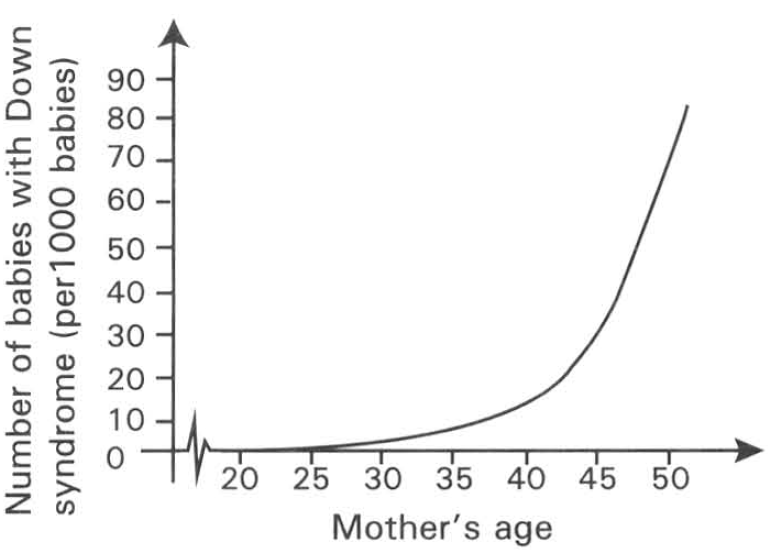 Number of babies with Down
syndrome (per1000 babies)
90
80
70
60
50
40
30
20
10
0
20 25 30 35 40 45 50
Mother's age